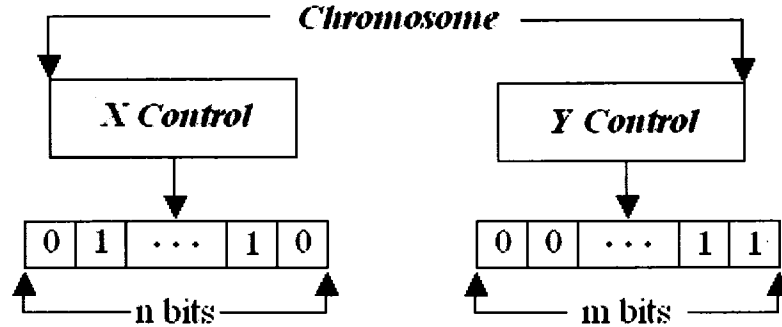 Chromosome
X Control
Y Control
0 1 ... 1 0
0 0 ... 1 1
n bits
m bits